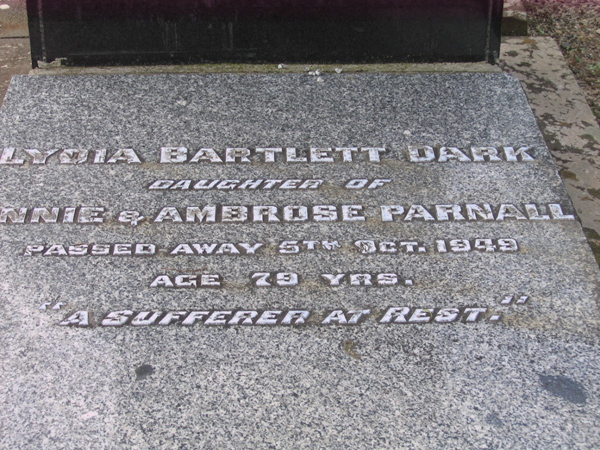 LYDIA BARTLETT DARK
DAUGHTER OF
NNIE & AMBROSE PARNALL
PASSED AWAY 5TH OCT. 1949
AGE 79 YRS.
"A SUFFERER AT REST."